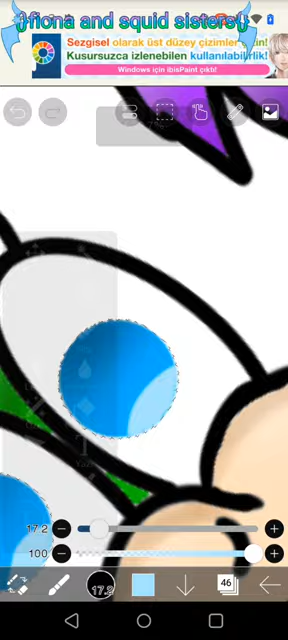 {}fiona and squid sisters{}
Sezgisel olarak üst düzey çizimler edin!
Kusursuzca izlenebilen kullanılabilirlik!
Windows için ibisPaint çıktı!
17.2
100
17.2
46